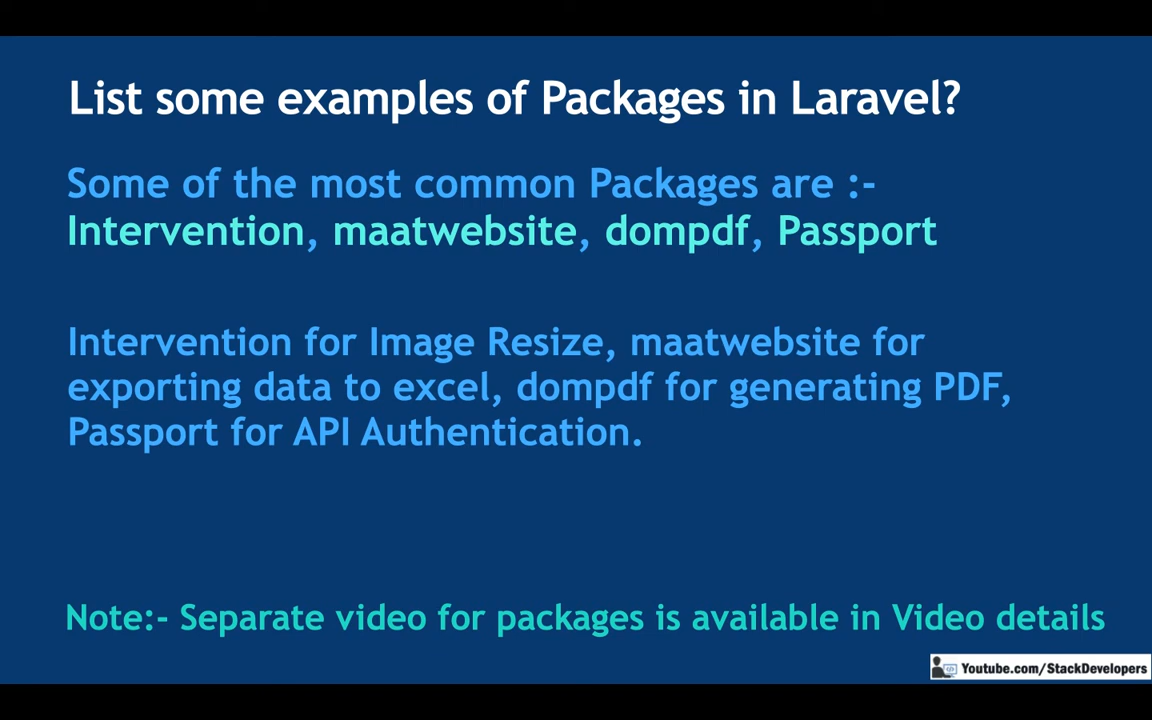 List some examples of Packages in Laravel?
Some of the most common Packages are :-
Intervention, maatwebsite, dompdf, Passport
Intervention for Image Resize, maatwebsite for
exporting data to excel, dompdf for generating PDF,
Passport for API Authentication.
Note:- Separate video for packages is available in Video details
Youtube.com/StackDevelopers